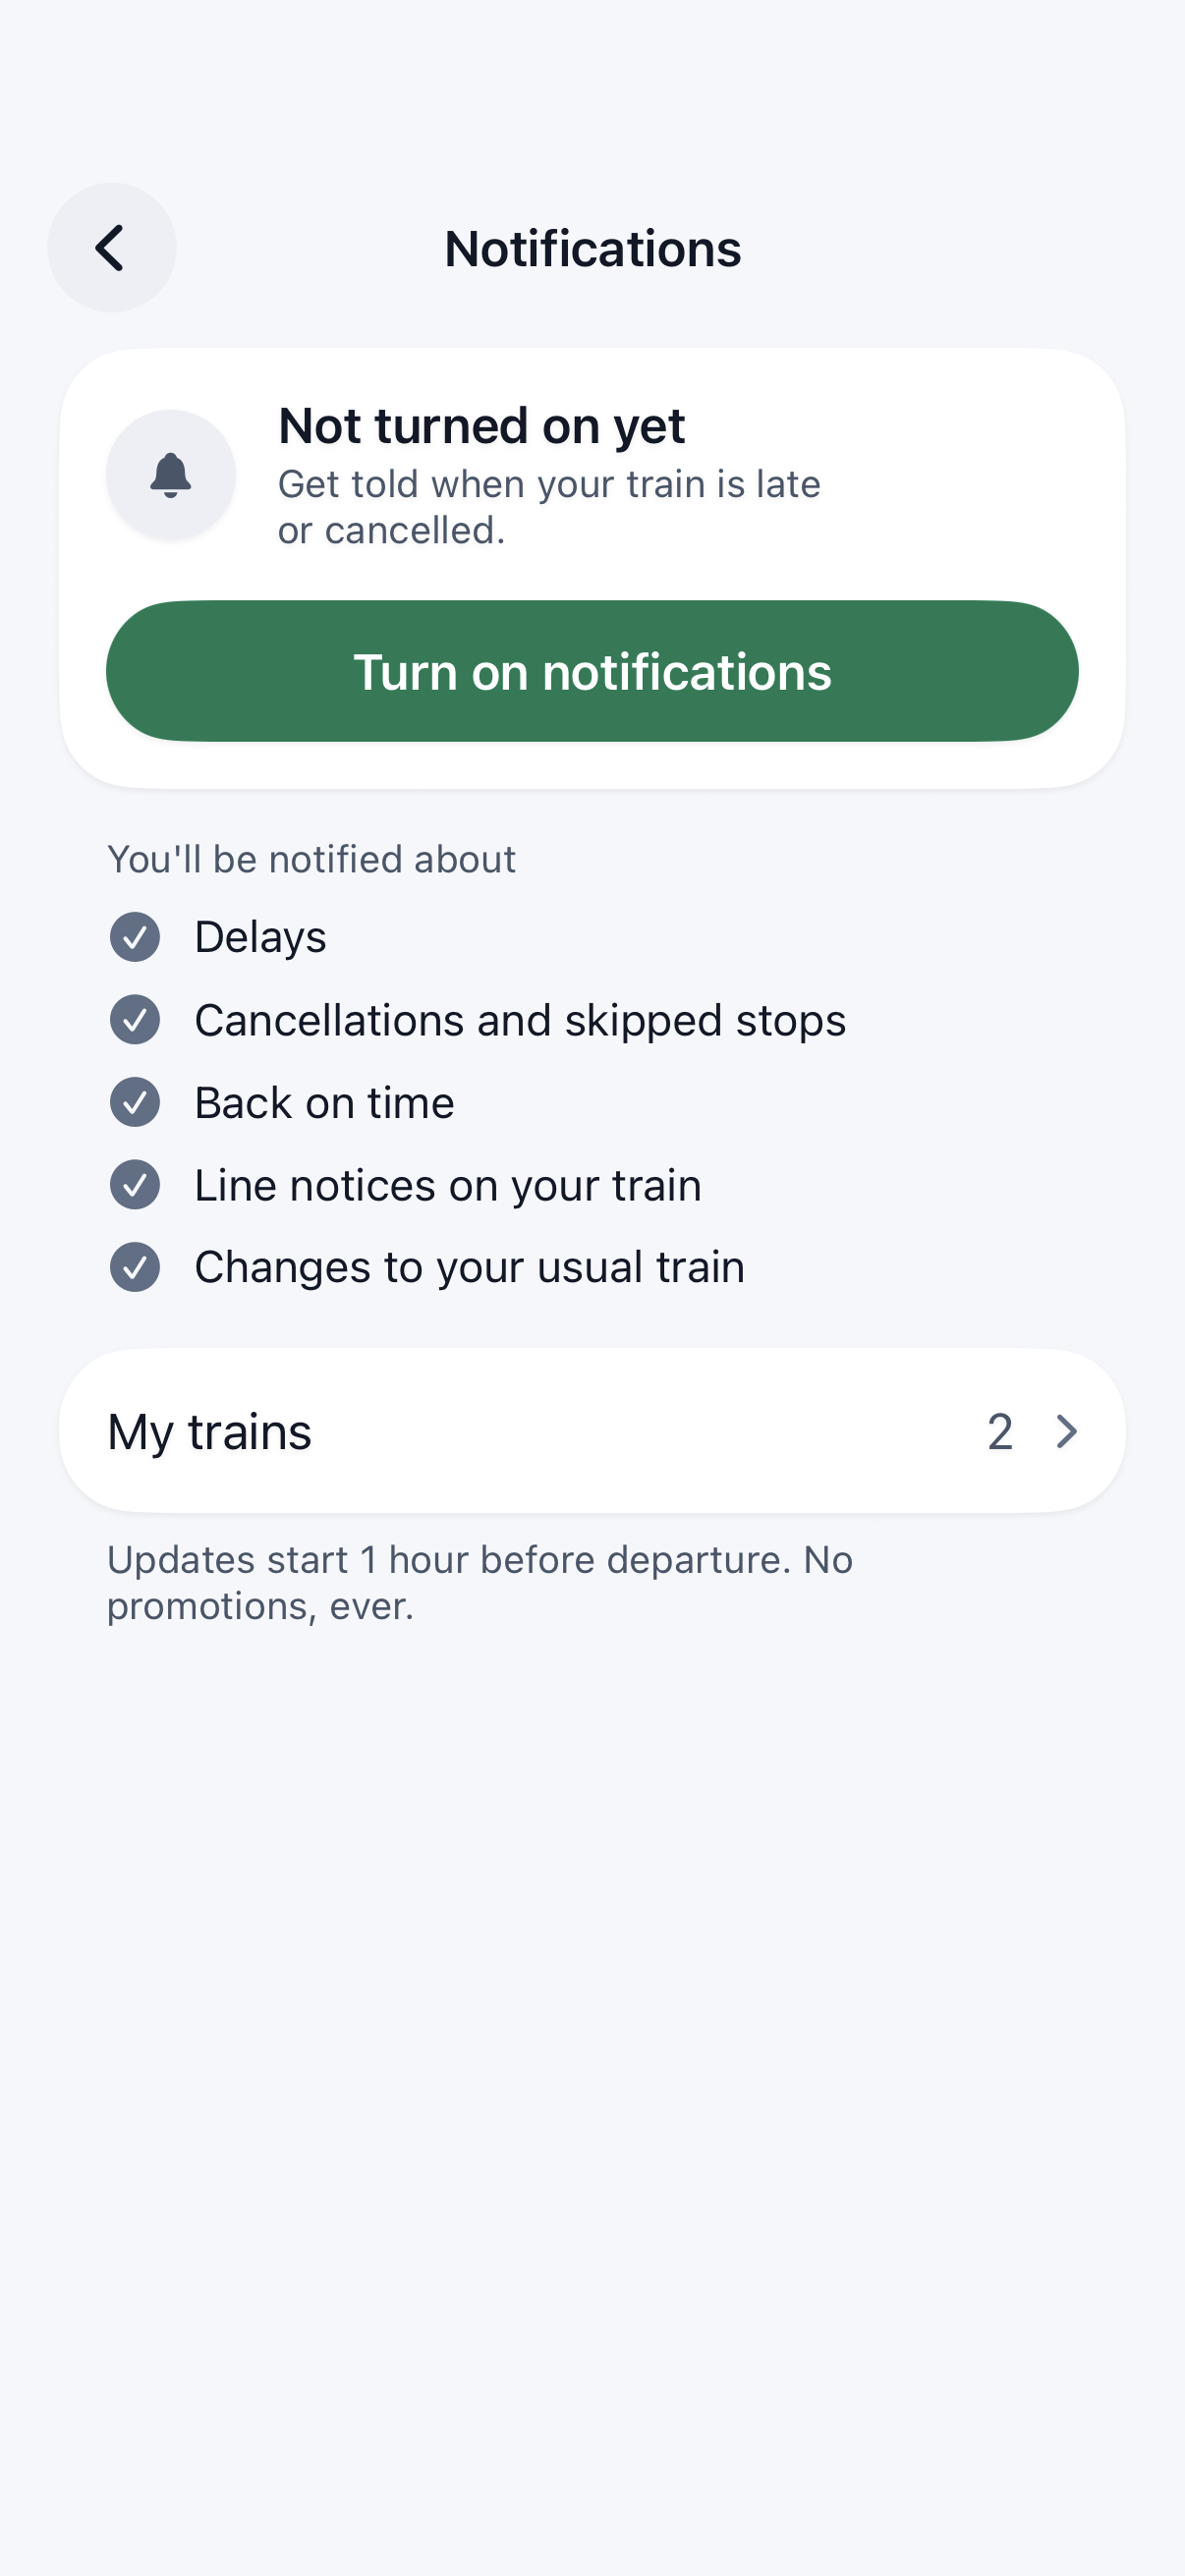 Notifications
Not turned on yet
Get told when your train is late
or cancelled.
Turn on notifications
You'll be notified about
Delays
Cancellations and skipped stops
Back on time
Line notices on your train
Changes to your usual train
My trains 2
Updates start 1 hour before departure. No
promotions, ever.